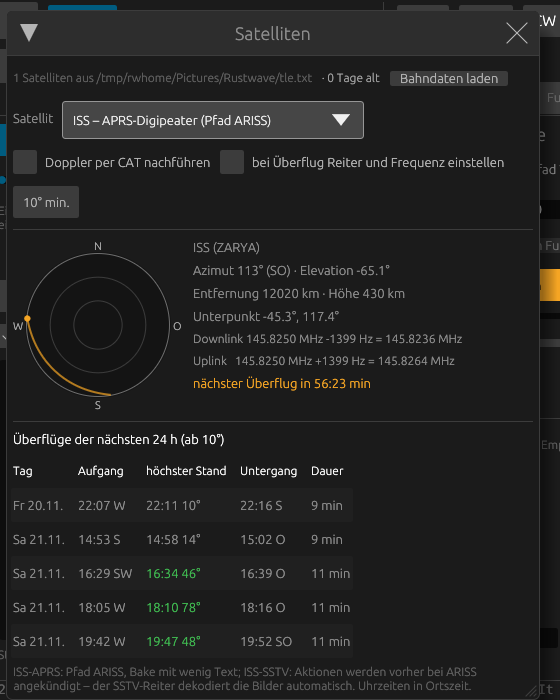 Satelliten
1 Satelliten aus /tmp/rwhome/Pictures/Rustwave/tle.txt · 0 Tage alt Bahndaten laden
Satellit ISS – APRS-Digipeater (Pfad ARISS)
Doppler per CAT nachführen bei Überflug Reiter und Frequenz einstellen
10° min.
N
W
O
S
ISS (ZARYA)
Azimut 113° (SO) · Elevation -65.1°
Entfernung 12020 km · Höhe 430 km
Unterpunkt -45.3°, 117.4°
Downlink 145.8250 MHz -1399 Hz = 145.8236 MHz
Uplink 145.8250 MHz +1399 Hz = 145.8264 MHz
nächster Überflug in 56:23 min
Überflüge der nächsten 24 h (ab 10°)
Tag Aufgang höchster Stand Untergang Dauer
Fr 20.11. 22:07 W 22:11 10° 22:16 S 9 min
Sa 21.11. 14:53 S 14:58 14° 15:02 O 9 min
Sa 21.11. 16:29 SW 16:34 46° 16:39 O 11 min
Sa 21.11. 18:05 W 18:10 78° 18:16 O 11 min
Sa 21.11. 19:42 W 19:47 48° 19:52 SO 11 min
ISS-APRS: Pfad ARISS, Bake mit wenig Text; ISS-SSTV: Aktionen werden vorher bei ARISS
angekündigt – der SSTV-Reiter dekodiert die Bilder automatisch. Uhrzeiten in Ortszeit.